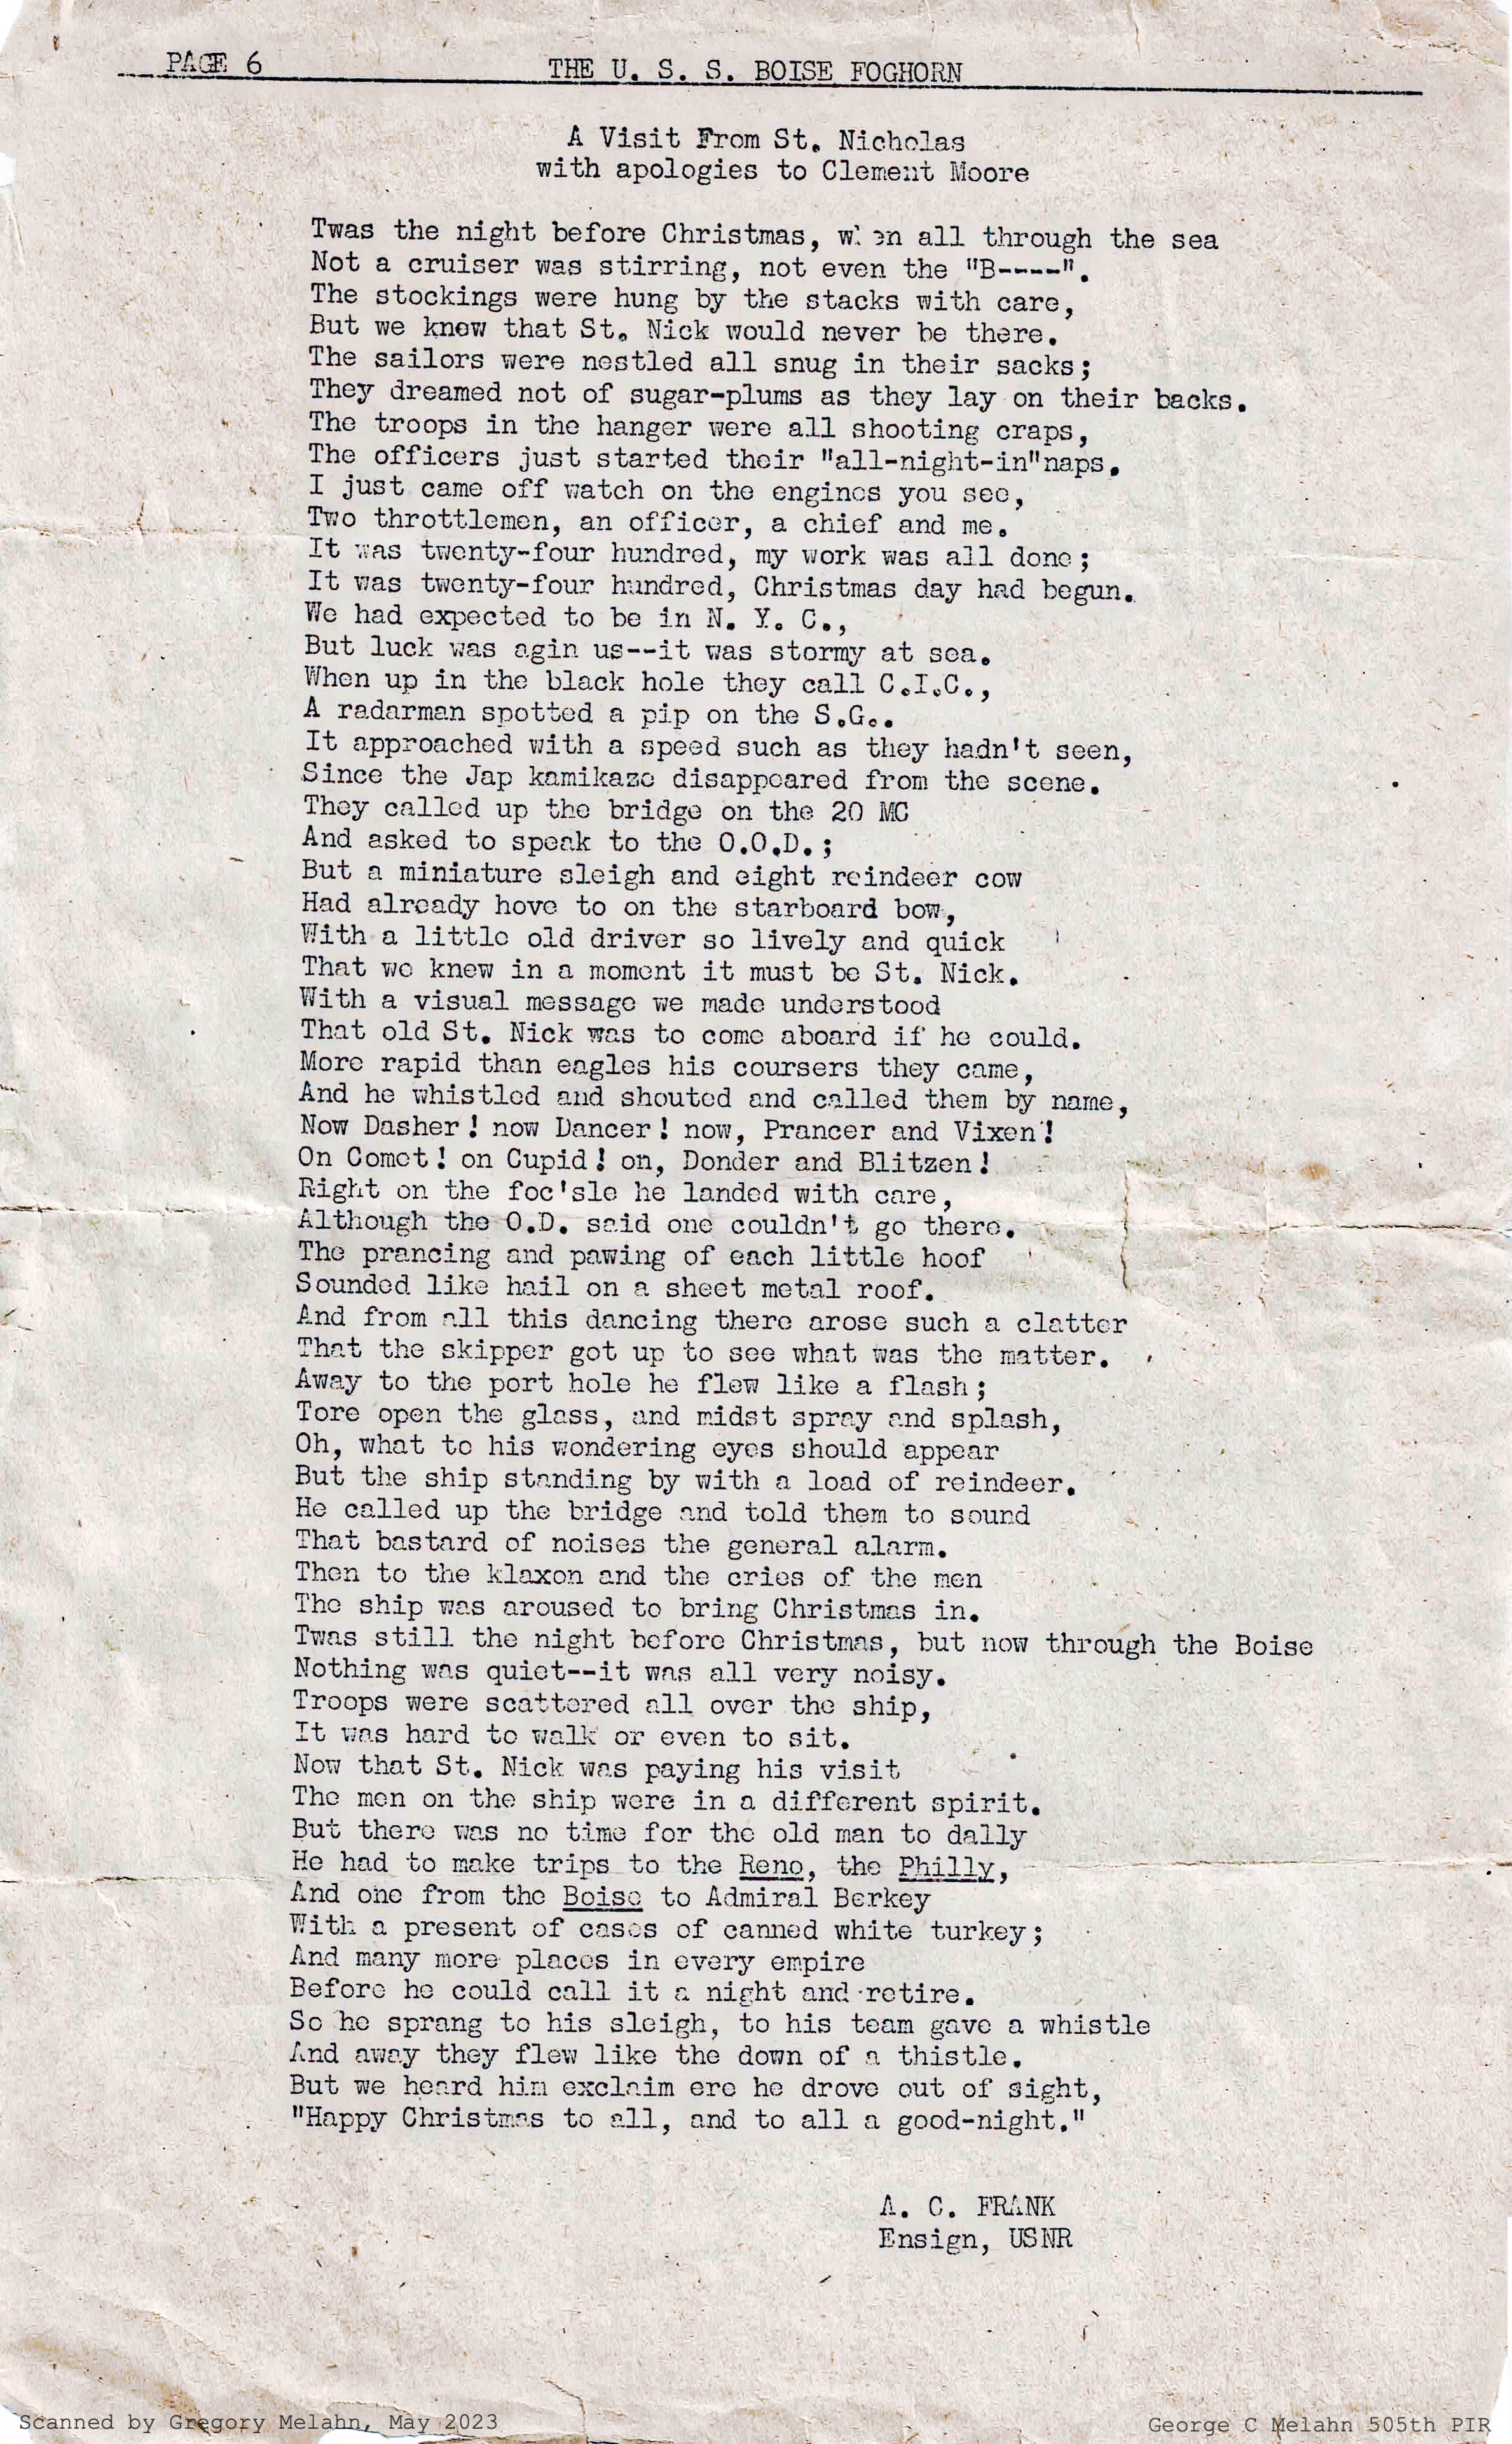 PAGE 6 THE U. S. S. BOISE FOGHORN
A Visit From St. Nicholas
with apologies to Clement Moore
Twas the night before Christmas, when all through the sea
Not a cruiser was stirring, not even the "B----".
The stockings were hung by the stacks with care,
But we knew that St. Nick would never be there.
The sailors were nestled all snug in their sacks;
They dreamed not of sugar-plums as they lay on their backs.
The troops in the hanger were all shooting craps,
The officers just started their "all-night-in"naps.
I just came off watch on the engines you see,
Two throttlemen, an officer, a chief and me.
It was twenty-four hundred, my work was all done;
It was twenty-four hundred, Christmas day had begun.
We had expected to be in N. Y. C.,
But luck was agin us--it was stormy at sea.
When up in the black hole they call C.I.C.,
A radarman spotted a pip on the S.G..
It approached with a speed such as they hadn't seen,
Since the Jap kamikaze disappeared from the scene.
They called up the bridge on the 20 MC
And asked to speak to the O.O.D.;
But a miniature sleigh and eight reindeer cow
Had already hove to on the starboard bow,
With a little old driver so lively and quick
That we knew in a moment it must be St. Nick.
With a visual message we made understood
That old St. Nick was to come aboard if he could.
More rapid than eagles his coursers they came,
And he whistled and shouted and called them by name,
Now Dasher! now Dancer! now, Prancer and Vixen!
On Comet! on Cupid! on, Donder and Blitzen!
Right on the foc'sle he landed with care,
Although the O.D. said one couldn't go there.
The prancing and pawing of each little hoof
Sounded like hail on a sheet metal roof.
And from all this dancing there arose such a clatter
That the skipper got up to see what was the matter.
Away to the port hole he flew like a flash;
Tore open the glass, and midst spray and splash,
Oh, what to his wondering eyes should appear
But the ship standing by with a load of reindeer.
He called up the bridge and told them to sound
That bastard of noises the general alarm.
Then to the klaxon and the cries of the men
The ship was aroused to bring Christmas in.
Twas still the night before Christmas, but now through the Boise
Nothing was quiet--it was all very noisy.
Troops were scattered all over the ship,
It was hard to walk or even to sit.
Now that St. Nick was paying his visit
The men on the ship were in a different spirit.
But there was no time for the old man to dally
He had to make trips to the Reno, the Philly,
And one from the Boise to Admiral Berkey
With a present of cases of canned white turkey;
And many more places in every empire
Before he could call it a night and retire.
So he sprang to his sleigh, to his team gave a whistle
And away they flew like the down of a thistle.
But we heard him exclaim ere he drove out of sight,
"Happy Christmas to all, and to all a good-night."
A. C. FRANK
Ensign, USNR
Scanned by Gregory Melahn, May 2023 George C Melahn 505th PIR